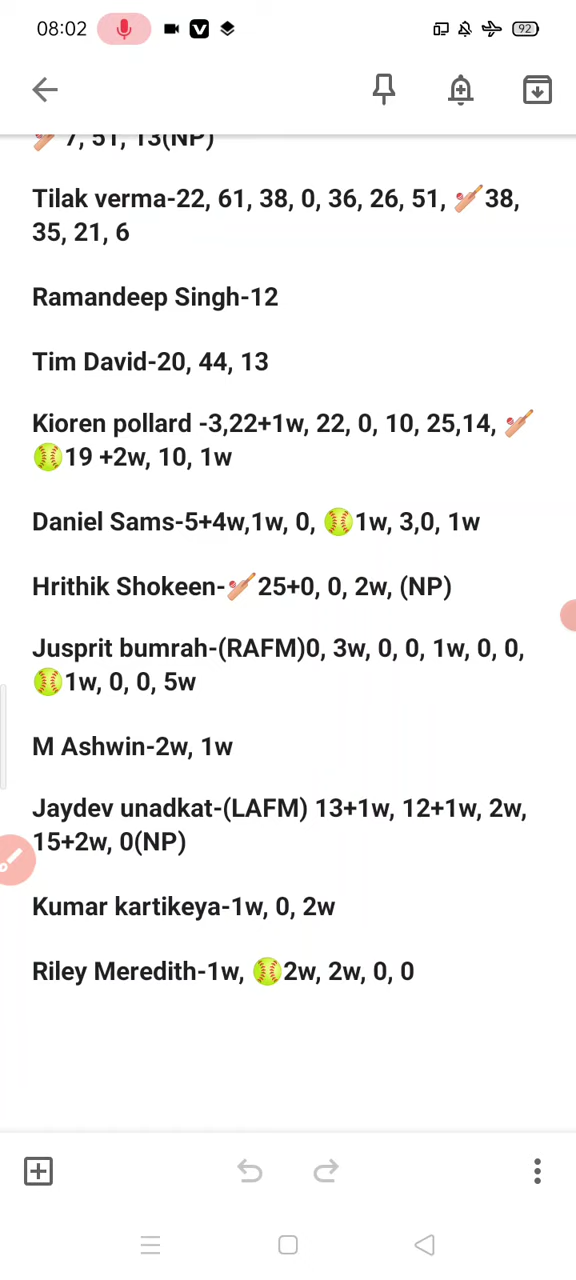 08:02
92
7, 51, 13(NP)
Tilak verma-22, 61, 38, 0, 36, 26, 51, 🏏38,
35, 21, 6
Ramandeep Singh-12
Tim David-20, 44, 13
Kioren pollard -3,22+1w, 22, 0, 10, 25,14, 🏏
🥎19 +2w, 10, 1w
Daniel Sams-5+4w,1w, 0, 🥎1w, 3,0, 1w
Hrithik Shokeen-🏏25+0, 0, 2w, (NP)
Jusprit bumrah-(RAFM)0, 3w, 0, 0, 1w, 0, 0,
🥎1w, 0, 0, 5w
M Ashwin-2w, 1w
Jaydev unadkat-(LAFM) 13+1w, 12+1w, 2w,
15+2w, 0(NP)
Kumar kartikeya-1w, 0, 2w
Riley Meredith-1w, 🥎2w, 2w, 0, 0